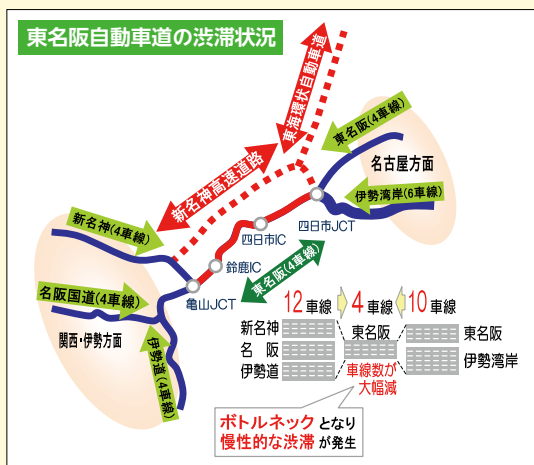 東名阪自動車道の渋滞状況
東海環状自動車道
新名神高速道路
東名阪(4車線)
名古屋方面
伊勢湾岸(6車線)
新名神(4車線)
四日市JCT
四日市IC
鈴鹿IC
亀山JCT
東名阪(4車線)
名阪国道(4車線)
関西・伊勢方面
伊勢道(4車線)
12車線 4車線 10車線
新名神 東名阪 東名阪
名 阪
伊勢道 伊勢湾岸
車線数が
大幅減
ボトルネックとなり
慢性的な渋滞が発生